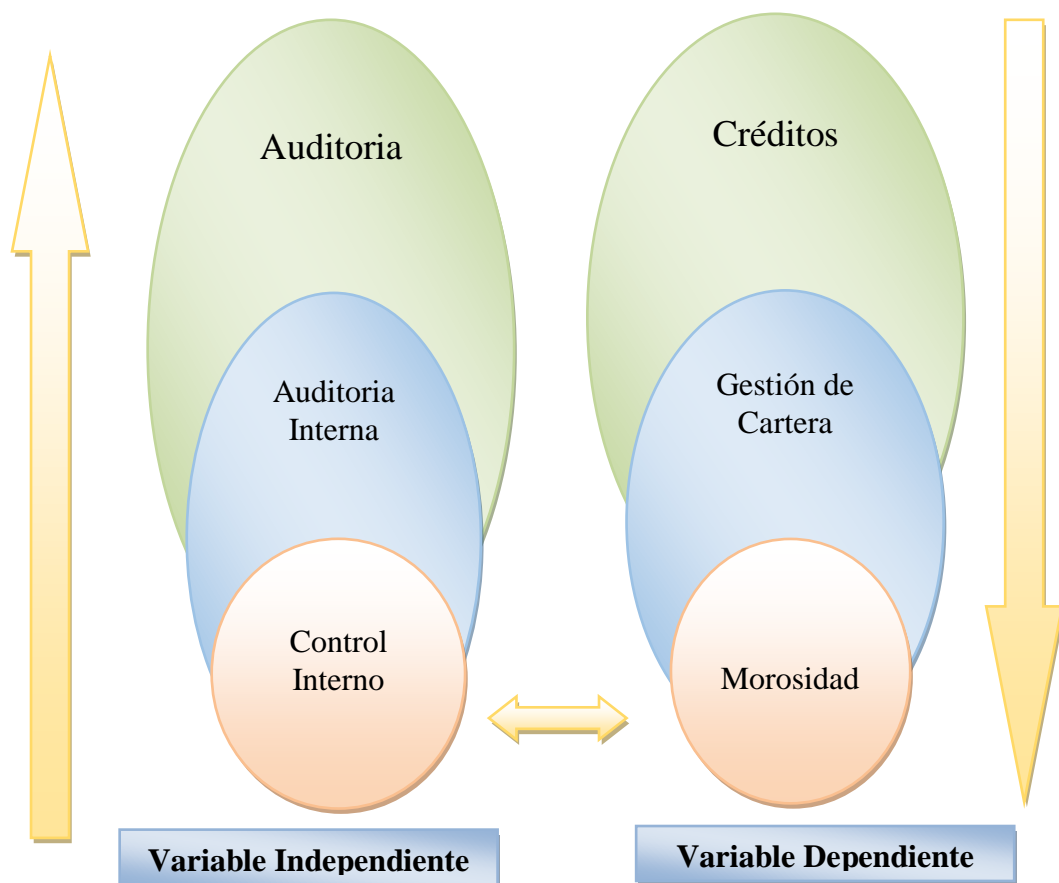 Auditoria
Auditoria
Interna
Control
Interno
Variable Independiente
Créditos
Gestión de
Cartera
Morosidad
Variable Dependiente